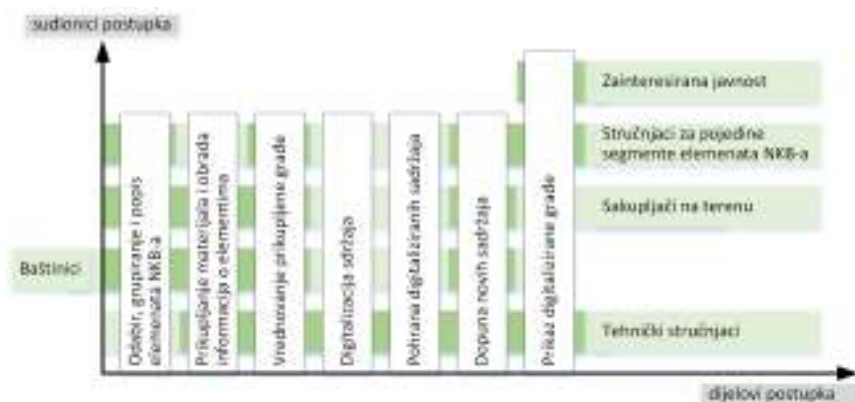 sudionici postupka
Zainteresirana javnost
Stručnjaci za pojedine
segmente elemenata NKB-a
Sakupljači na terenu
Baštinici
Tehnički stručnjaci
Odabir, grupiranje i popis
elemenata NKB-a
Prikupljanje materijala i obrada
informacija o elementima
Vrednovanje prikupljene građe
Digitalizacija sdržaja
Pohrana digitaliziranih sadržaja
Dopuna novih sadržaja
Prikaz digitalizirane građe
dijelovi postupka